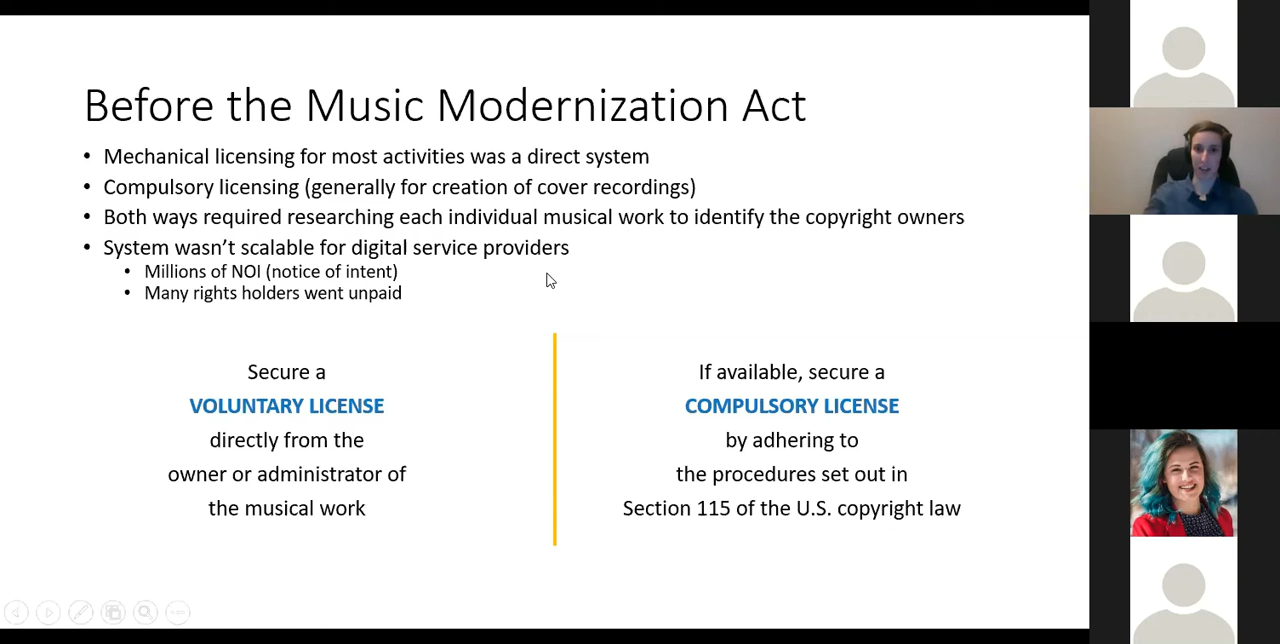 Before the Music Modernization Act
• Mechanical licensing for most activities was a direct system
• Compulsory licensing (generally for creation of cover recordings)
• Both ways required researching each individual musical work to identify the copyright owners
• System wasn’t scalable for digital service providers
• Millions of NOI (notice of intent)
• Many rights holders went unpaid
Secure a
VOLUNTARY LICENSE
directly from the
owner or administrator of
the musical work
If available, secure a
COMPULSORY LICENSE
by adhering to
the procedures set out in
Section 115 of the U.S. copyright law